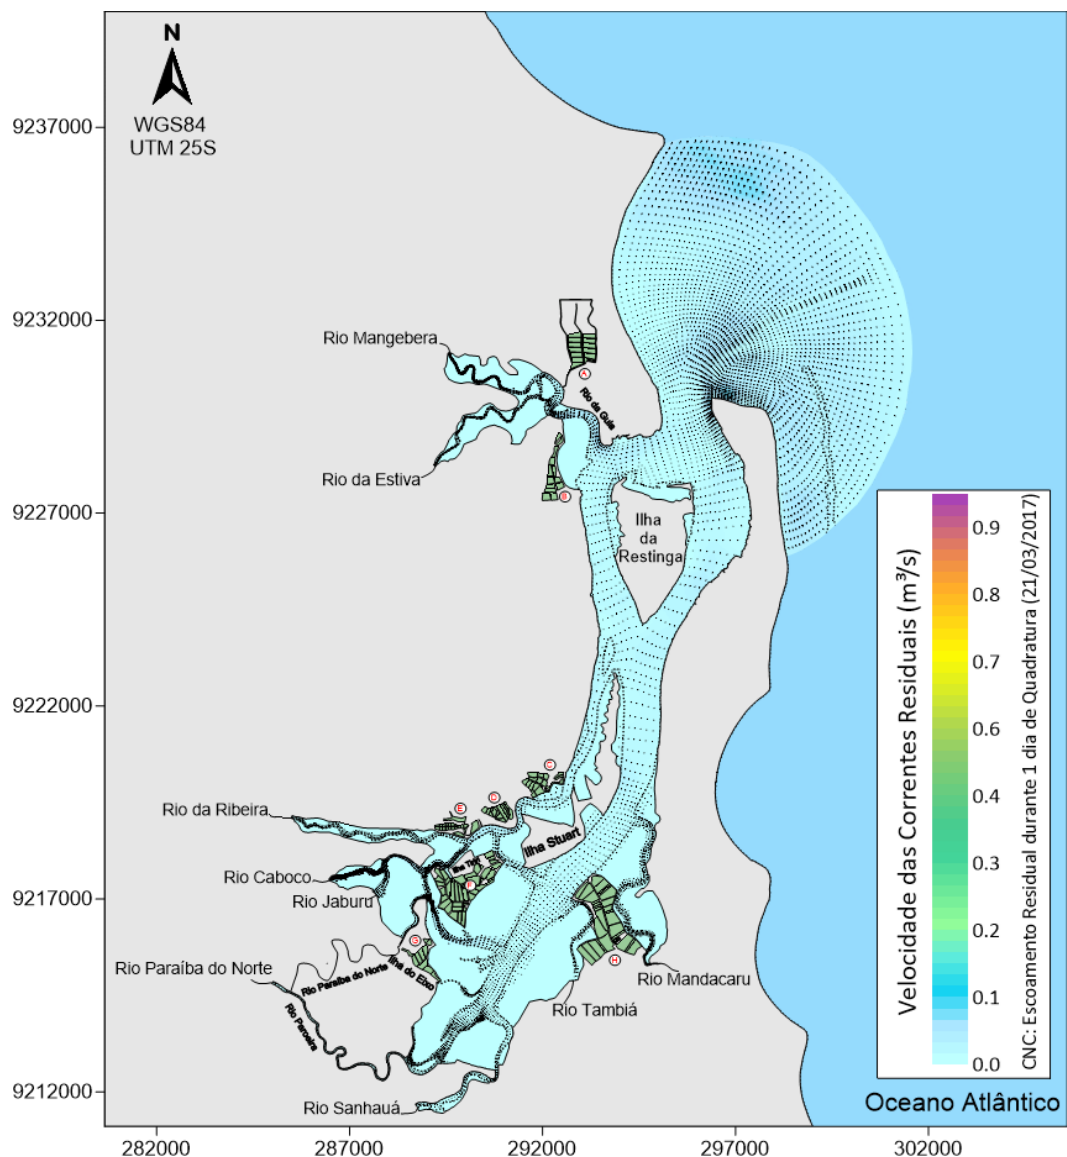 N
WGS84
UTM 25S
9237000
9232000
9227000
9222000
9217000
9212000
282000
287000
292000
297000
302000
Rio Mangebera
Rio da Guia
Rio da Estiva
A
B
Ilha
da
Restinga
C
D
E
Rio da Ribeira
Ilha Stuart
Ilha Tiriri
F
Rio Caboco
Rio Jaburu
G
Ilha do Eixo
Rio Paraíba do Norte
Rio Paraíba do Norte
Rio Paroeira
H
Rio Mandacaru
Rio Tambiá
Rio Sanhauá
Velocidade das Correntes Residuais (m³/s)
0.9
0.8
0.7
0.6
0.5
0.4
0.3
0.2
0.1
0.0
CNC: Escoamento Residual durante 1 dia de Quadratura (21/03/2017)
Oceano Atlântico